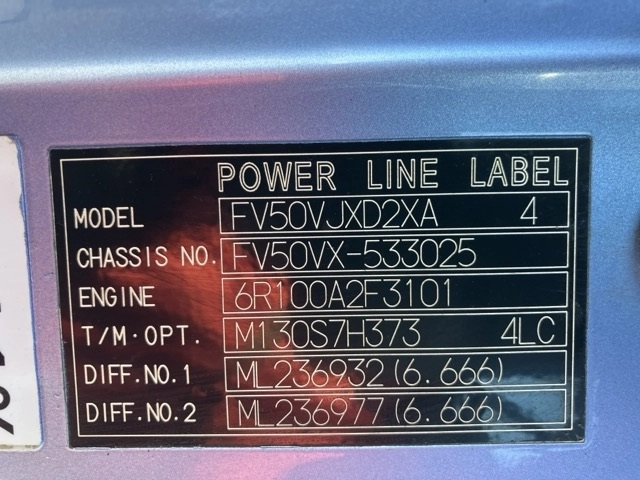 POWER LINE LABEL
MODEL FV50VJXD2XA 4
CHASSIS NO. FV50VX-533025
ENGINE 6R100A2F3101
T/M·OPT. M130S7H373 4LC
DIFF.NO.1 ML236932(6.666)
DIFF.NO.2 ML236977(6.666)